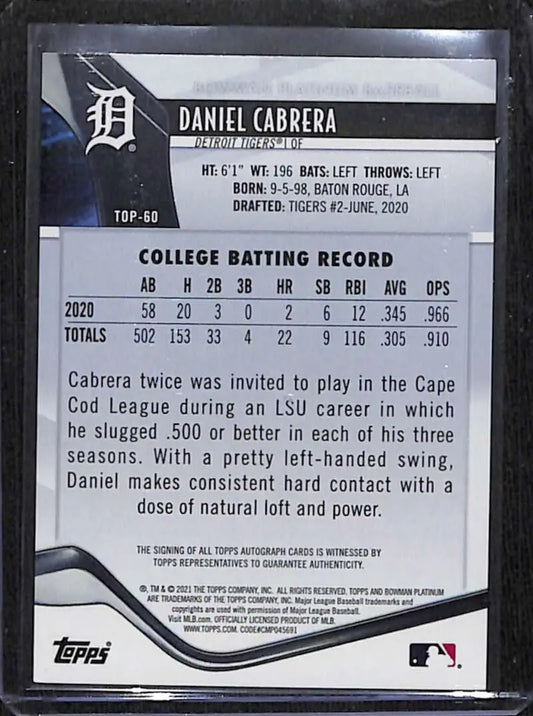 BOWMAN PLATINUM BASEBALL
D
DANIEL CABRERA
DETROIT TIGERS® | OF
HT: 6'1" WT: 196 BATS: LEFT THROWS: LEFT
BORN: 9-5-98, BATON ROUGE, LA
DRAFTED: TIGERS #2-JUNE, 2020
TOP-60
COLLEGE BATTING RECORD
AB H 2B 3B HR SB RBI AVG OPS
2020 58 20 3 0 2 6 12 .345 .966
TOTALS 502 153 33 4 22 9 116 .305 .910
Cabrera twice was invited to play in the Cape
Cod League during an LSU career in which
he slugged .500 or better in each of his three
seasons. With a pretty left-handed swing,
Daniel makes consistent hard contact with a
dose of natural loft and power.
THE SIGNING OF ALL TOPPS AUTOGRAPH CARDS IS WITNESSED BY
TOPPS REPRESENTATIVES TO GUARANTEE AUTHENTICITY.
®, TM & © 2021 THE TOPPS COMPANY, INC. ALL RIGHTS RESERVED. TOPPS AND BOWMAN PLATINUM
ARE TRADEMARKS OF THE TOPPS COMPANY, INC. Major League Baseball trademarks and
copyrights are used with permission of Major League Baseball.
Visit MLB.com. OFFICIALLY LICENSED PRODUCT OF MLB.
WWW.TOPPS.COM. CODE#CMP045691
topps®